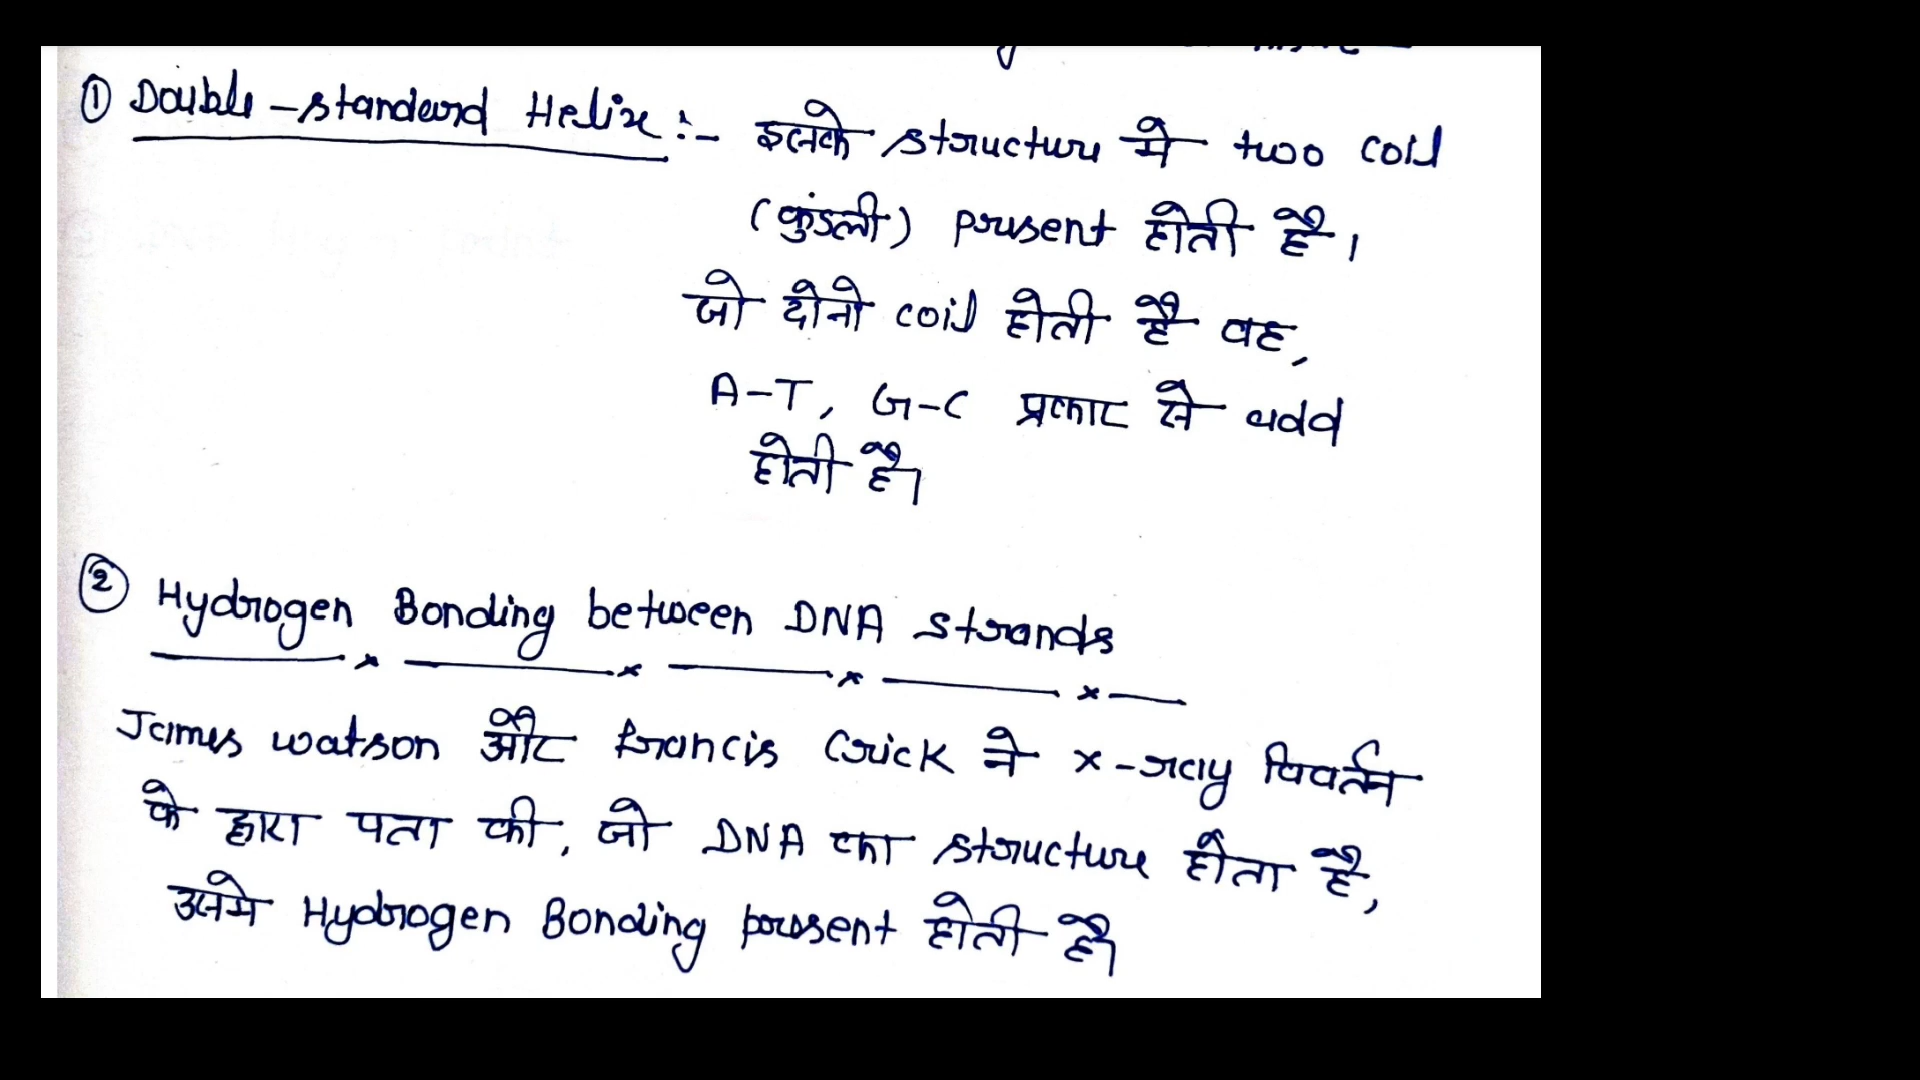 ① Double-standard Helix :- इसके structure मे two coil
(कुंडली) present होती है।
जो दोनो coil होती है वह,
A-T, G-C प्रकार से add
होती है।
② Hydrogen Bonding between DNA strands
James watson और francis Crick ने x-ray विवर्तन
के द्वारा पता की, जो DNA का structure होता है,
उसमे Hydrogen Bonding present होती है।